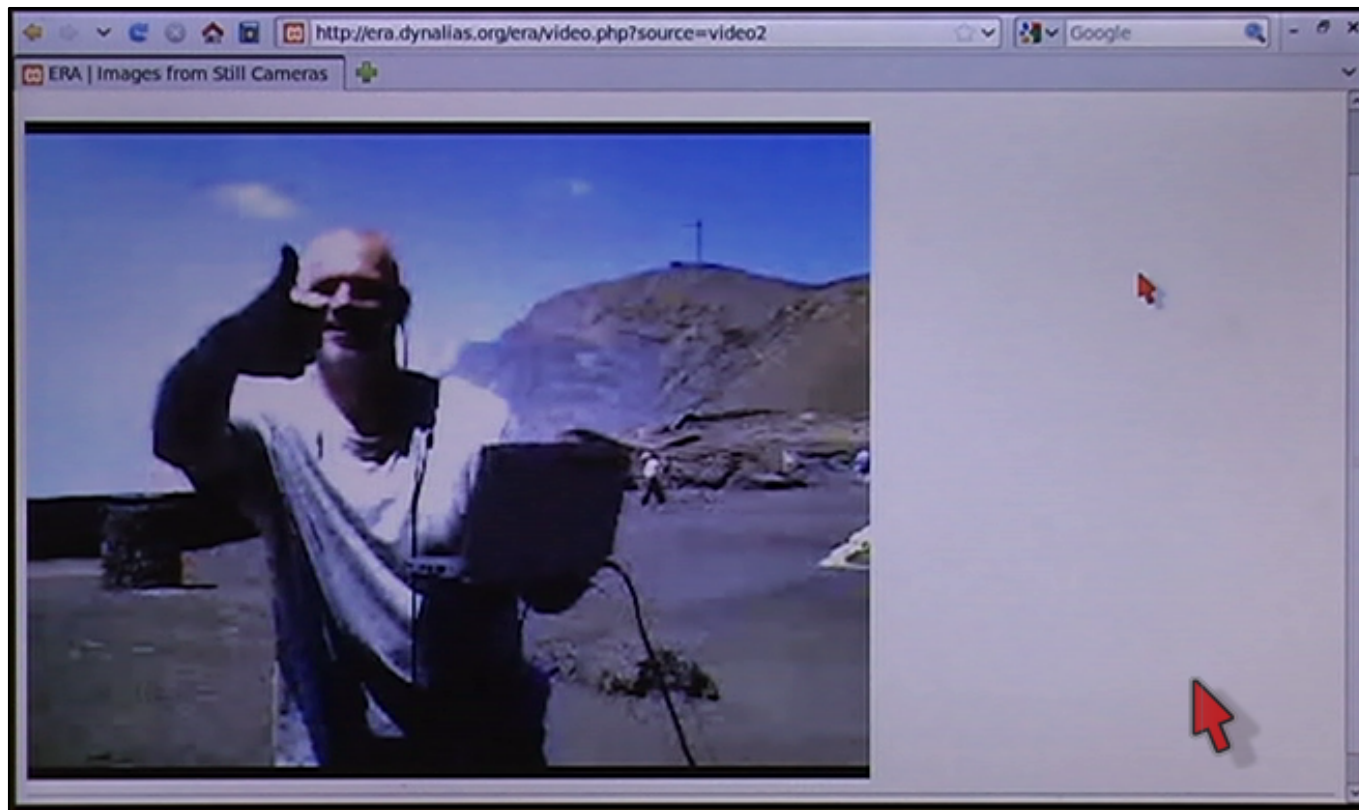 http://era.dynalias.org/era/video.php?source=video2
Google
ERA | Images from Still Cameras